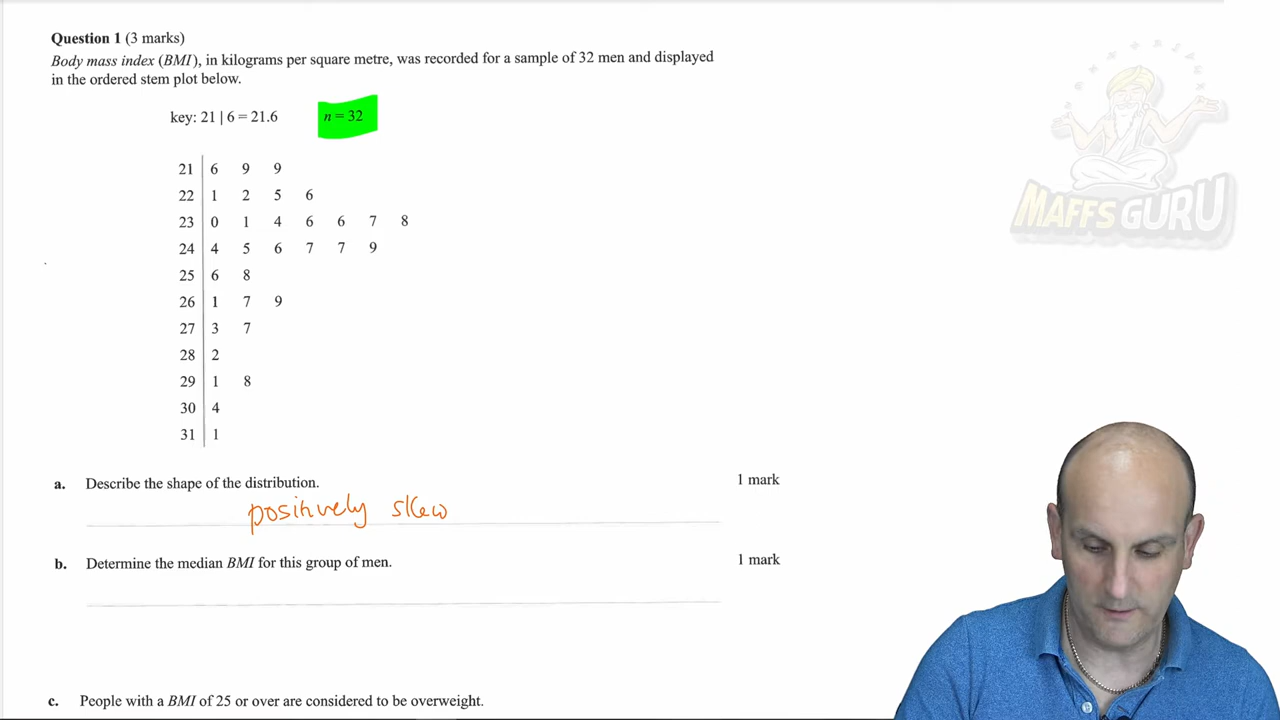 Question 1 (3 marks)
Body mass index (BMI), in kilograms per square metre, was recorded for a sample of 32 men and displayed
in the ordered stem plot below.
key: 21 | 6 = 21.6 n = 32
21 6 9 9
22 1 2 5 6
23 0 1 4 6 6 7 8
24 4 5 6 7 7 9
25 6 8
26 1 7 9
27 3 7
28 2
29 1 8
30 4
31 1
a. Describe the shape of the distribution. 1 mark
positively skew
b. Determine the median BMI for this group of men. 1 mark
c. People with a BMI of 25 or over are considered to be overweight.
MAFFS GURU